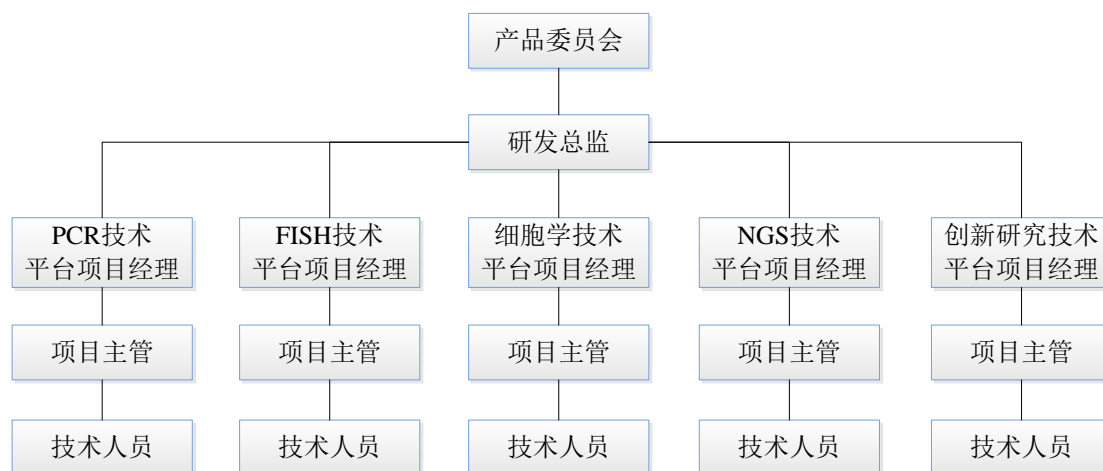 产品委员会
研发总监
PCR技术
平台项目经理
FISH技术
平台项目经理
细胞学技术
平台项目经理
NGS技术
平台项目经理
创新研究技术
平台项目经理
项目主管
项目主管
项目主管
项目主管
项目主管
技术人员
技术人员
技术人员
技术人员
技术人员